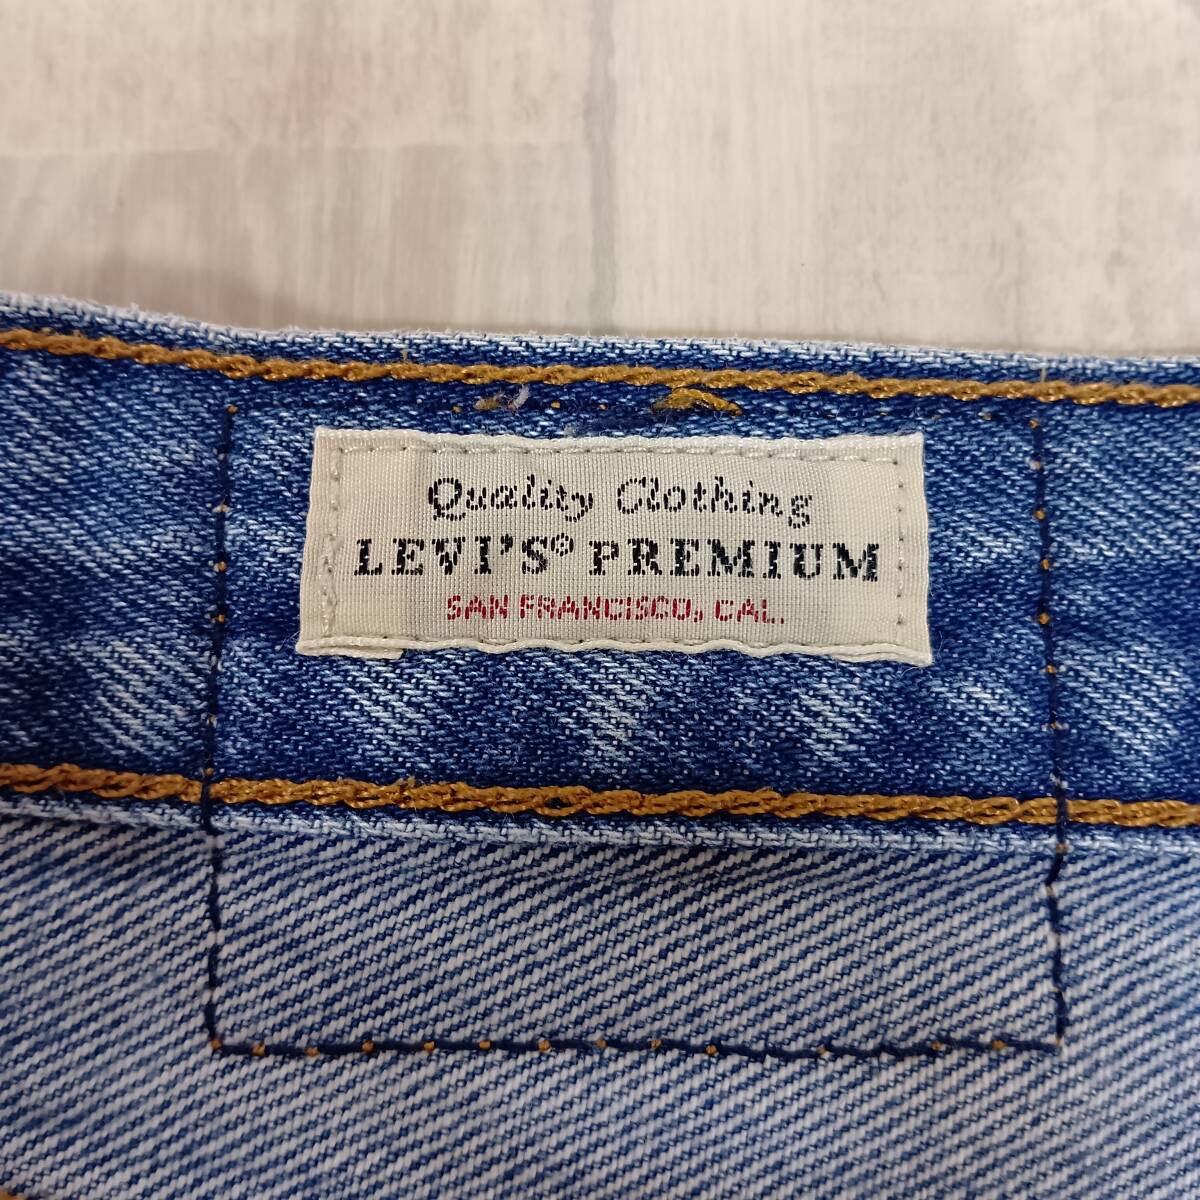 Quality Clothing
LEVI'S® PREMIUM
SAN FRANCISCO, CAL.